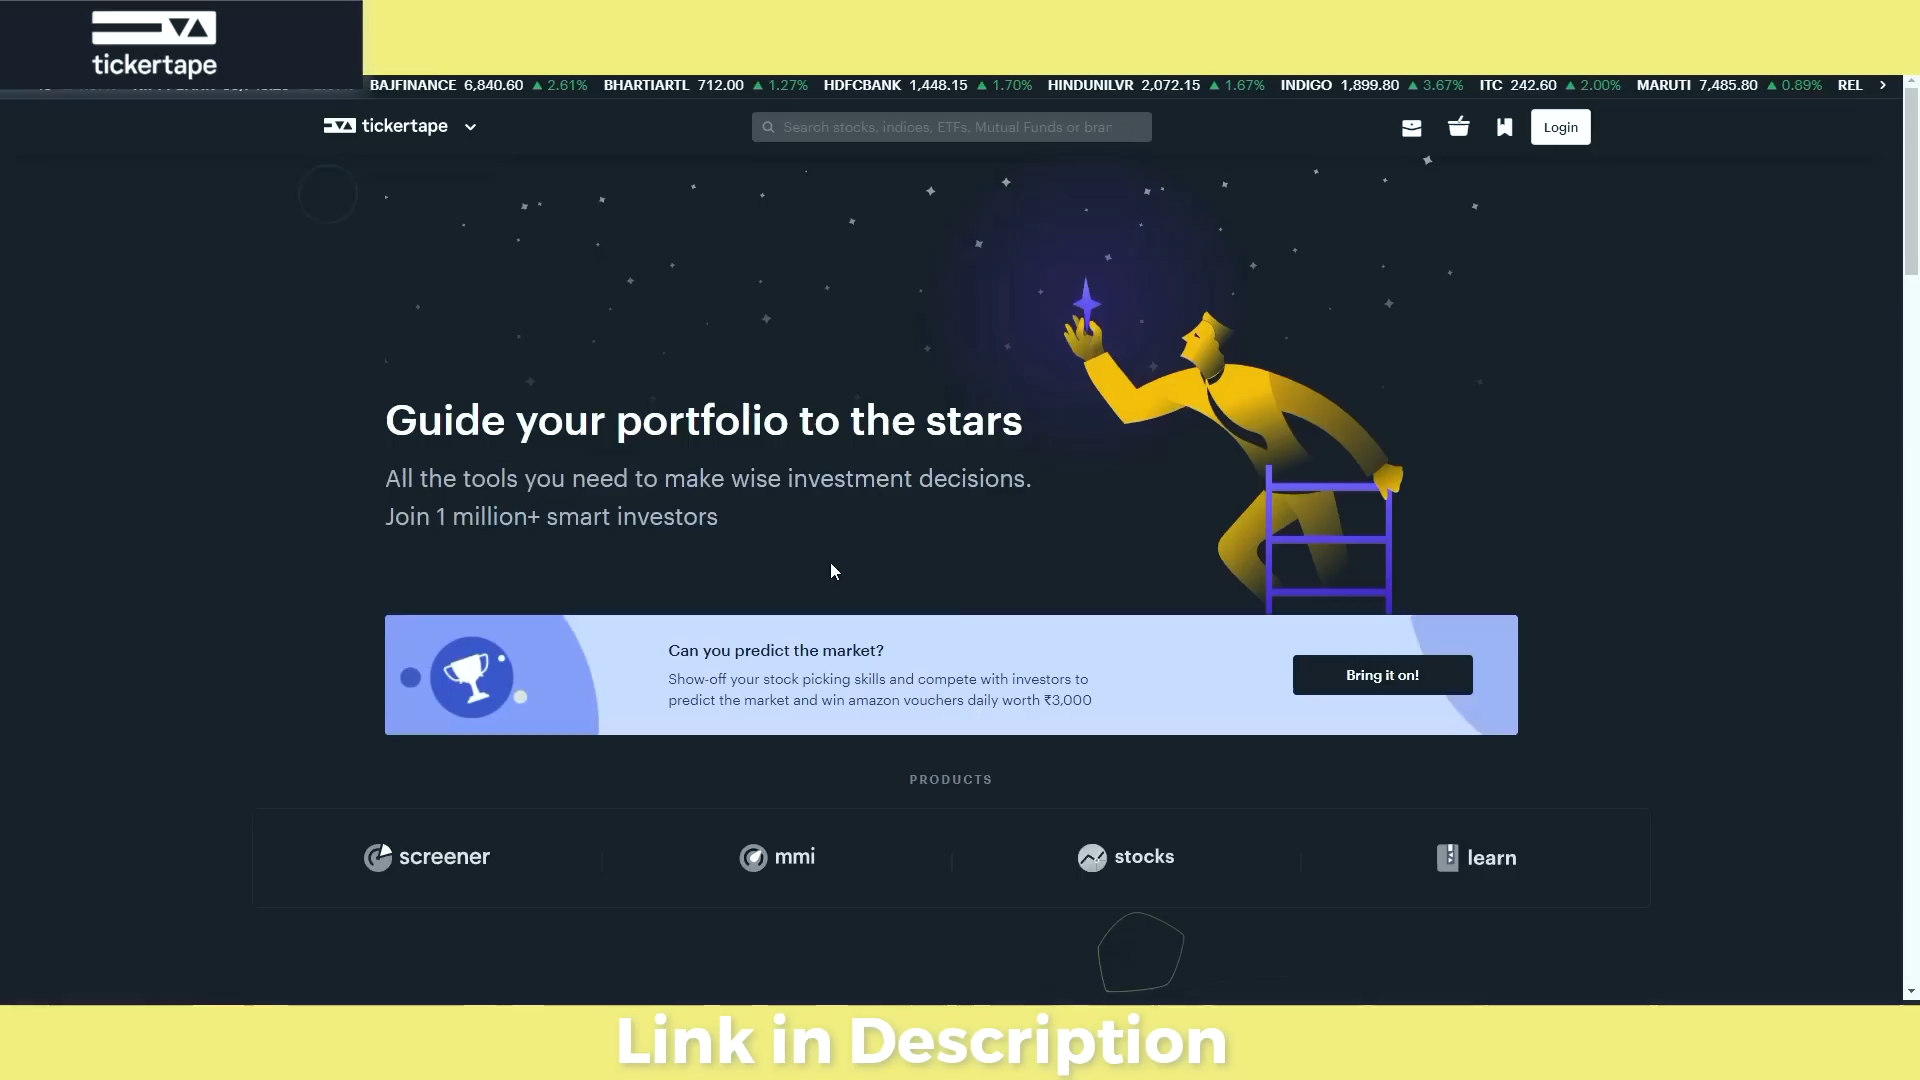 tickertape
BAJFINANCE 6,840.60 ▲ 2.61% BHARTIARTL 712.00 ▲ 1.27% HDFCBANK 1,448.15 ▲ 1.70% HINDUNILVR 2,072.15 ▲ 1.67% INDIGO 1,899.80 ▲ 3.67% ITC 242.60 ▲ 2.00% MARUTI 7,485.80 ▲ 0.89% REL
tickertape
Search stocks, indices, ETFs, Mutual Funds or bran
Login
Guide your portfolio to the stars
All the tools you need to make wise investment decisions.
Join 1 million+ smart investors
Can you predict the market?
Show-off your stock picking skills and compete with investors to
predict the market and win amazon vouchers daily worth ₹3,000
Bring it on!
PRODUCTS
screener
mmi
stocks
learn
Link in Description